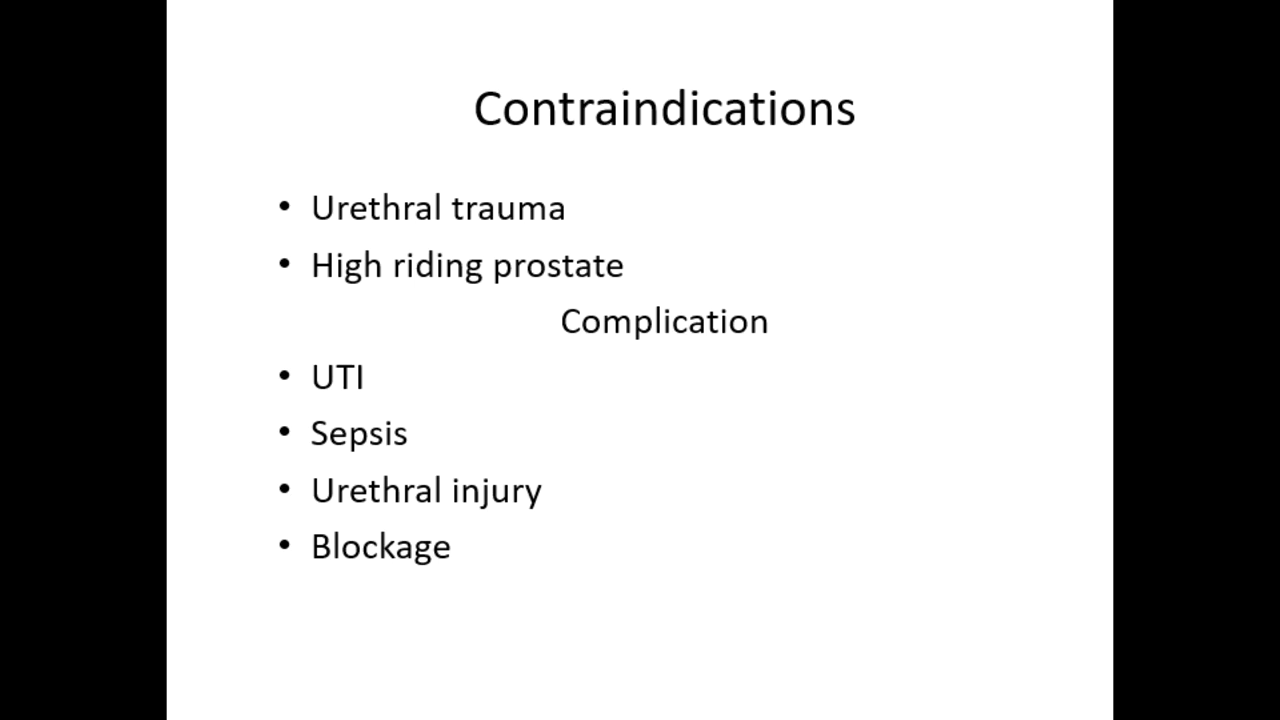 Contraindications
• Urethral trauma
• High riding prostate
Complication
• UTI
• Sepsis
• Urethral injury
• Blockage